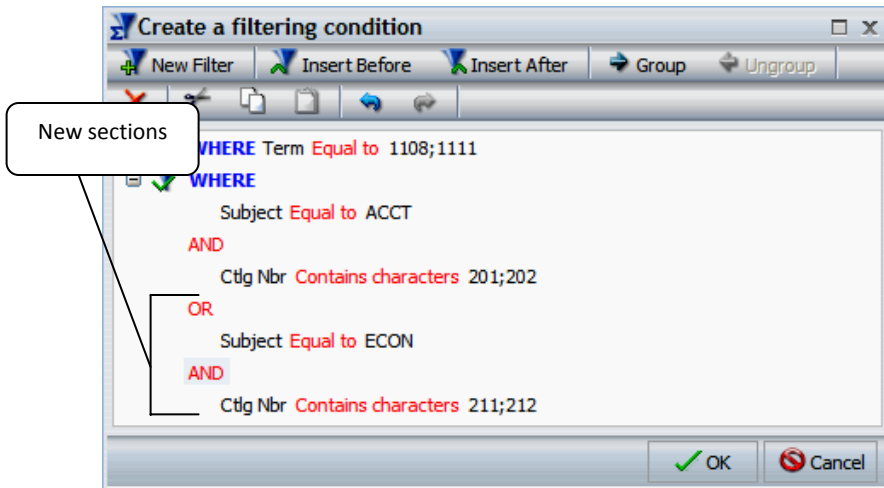 Create a filtering condition
New Filter Insert Before Insert After Group Ungroup
New sections
WHERE Term Equal to 1108;1111
WHERE
Subject Equal to ACCT
AND
Ctlg Nbr Contains characters 201;202
OR
Subject Equal to ECON
AND
Ctlg Nbr Contains characters 211;212
OK Cancel